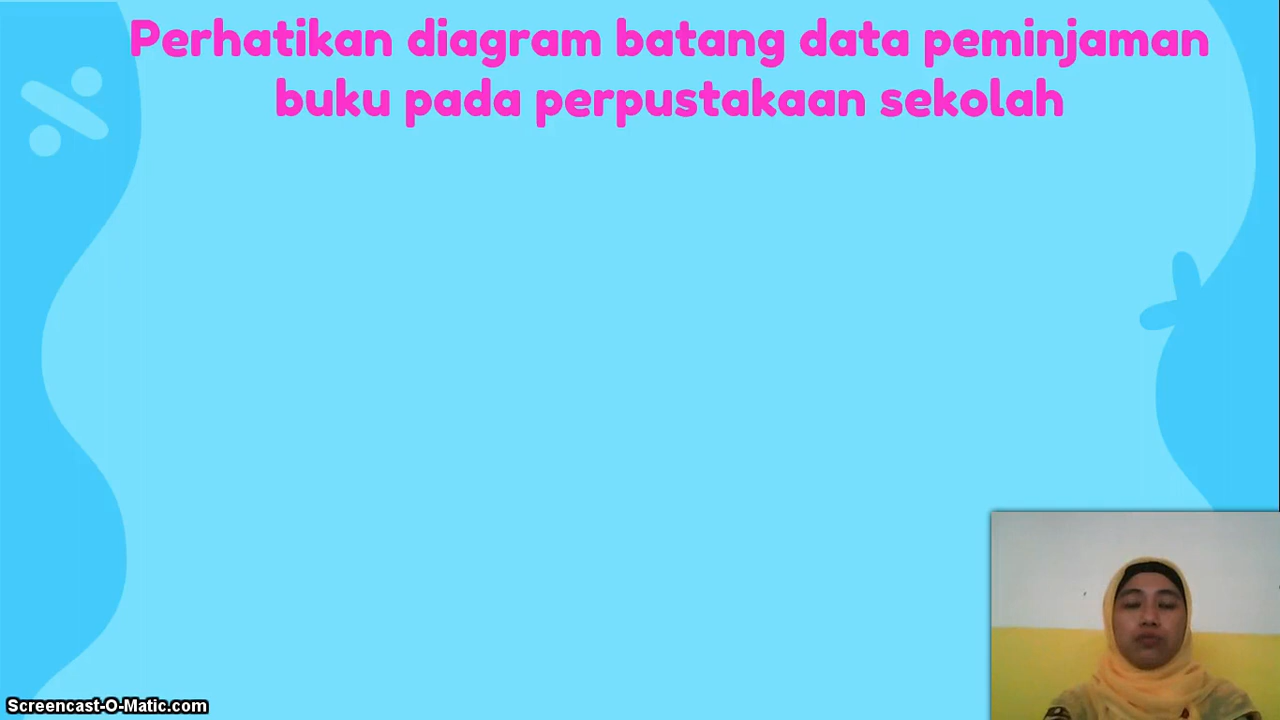 Perhatikan diagram batang data peminjaman
buku pada perpustakaan sekolah
Screencast-O-Matic.com